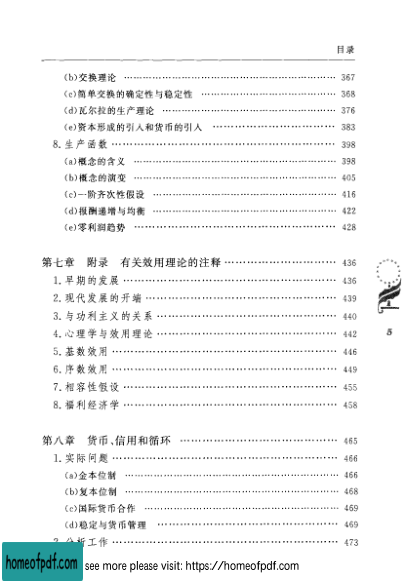 目录
(b)交换理论 …… 367
(c)简单交换的确定性与稳定性 …… 368
(d)瓦尔拉的生产理论 …… 376
(e)资本形成的引入和货币的引入 …… 383
8.生产函数 …… 398
(a)概念的含义 …… 398
(b)概念的演变 …… 405
(c)一阶齐次性假设 …… 416
(d)报酬递增与均衡 …… 422
(e)零利润趋势 …… 428
第七章 附录 有关效用理论的注释 …… 436
1.早期的发展 …… 436
2.现代发展的开端 …… 439
3.与功利主义的关系 …… 440
4.心理学与效用理论 …… 442
5.基数效用 …… 446
6.序数效用 …… 449
7.相容性假设 …… 455
8.福利经济学 …… 458
5
第八章 货币、信用和循环 …… 465
1.实际问题 …… 466
(a)金本位制 …… 466
(b)复本位制 …… 468
(c)国际货币合作 …… 469
(d)稳定与货币管理 …… 469
分析工作 …… 473
homeofpdf.com
see more please visit: https://homeofpdf.com